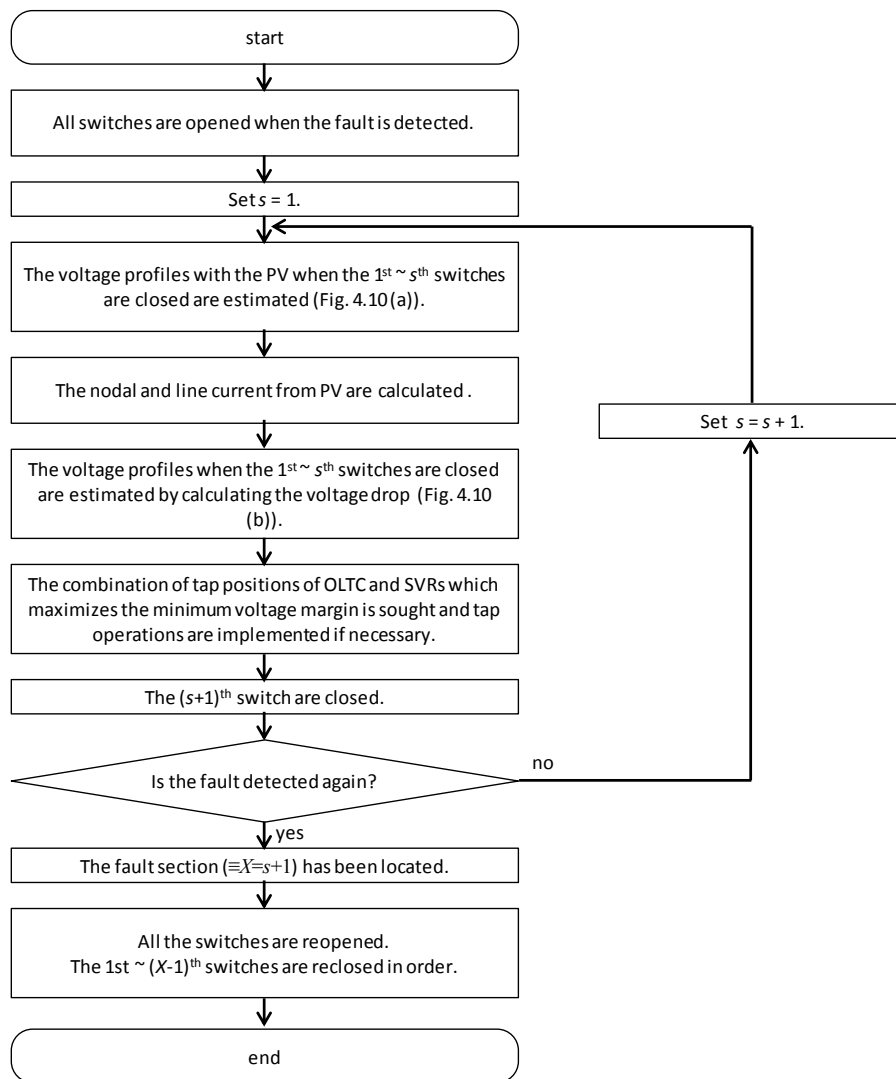 start
All switches are opened when the fault is detected.
Set s = 1.
The voltage profiles with the PV when the 1st ~ sth switches
are closed are estimated (Fig. 4.10 (a)).
The nodal and line current from PV are calculated .
Set s = s + 1.
The voltage profiles when the 1st ~ sth switches are closed
are estimated by calculating the voltage drop (Fig. 4.10
(b)).
The combination of tap positions of OLTC and SVRs which
maximizes the minimum voltage margin is sought and tap
operations are implemented if necessary.
The (s+1)th switch are closed.
Is the fault detected again?
no
yes
The fault section (≡X=s+1) has been located.
All the switches are reopened.
The 1st ~ (X-1)th switches are reclosed in order.
end